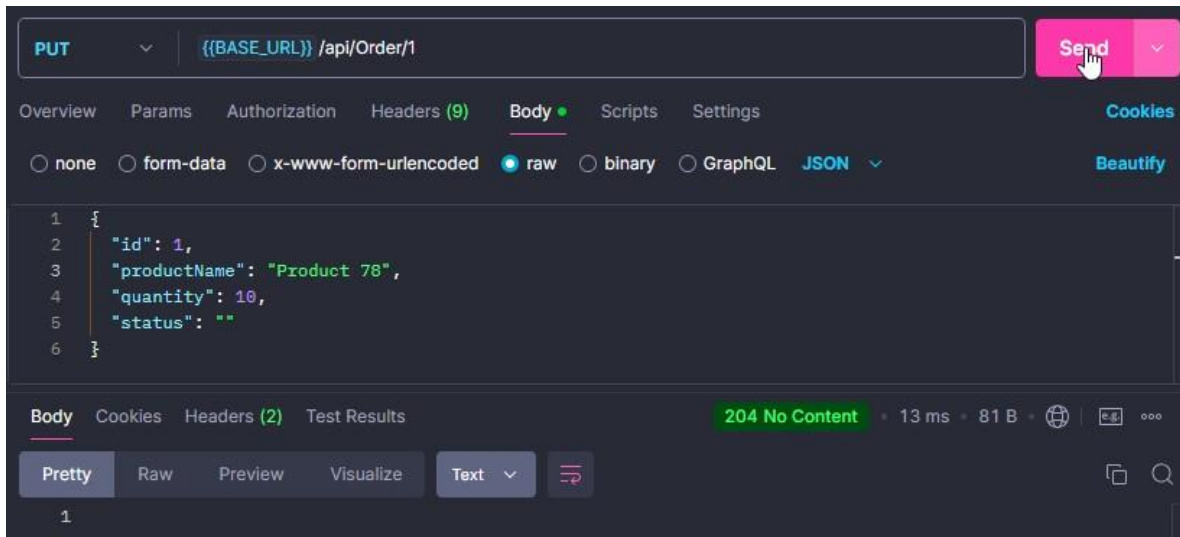 PUT {{BASE_URL}} /api/Order/1 Send
Overview Params Authorization Headers (9) Body Scripts Settings Cookies
none form-data x-www-form-urlencoded raw binary GraphQL JSON Beautify
1 {
2 "id": 1,
3 "productName": "Product 78",
4 "quantity": 10,
5 "status": ""
6 }
Body Cookies Headers (2) Test Results 204 No Content 13 ms 81 B e.g.
Pretty Raw Preview Visualize Text
1